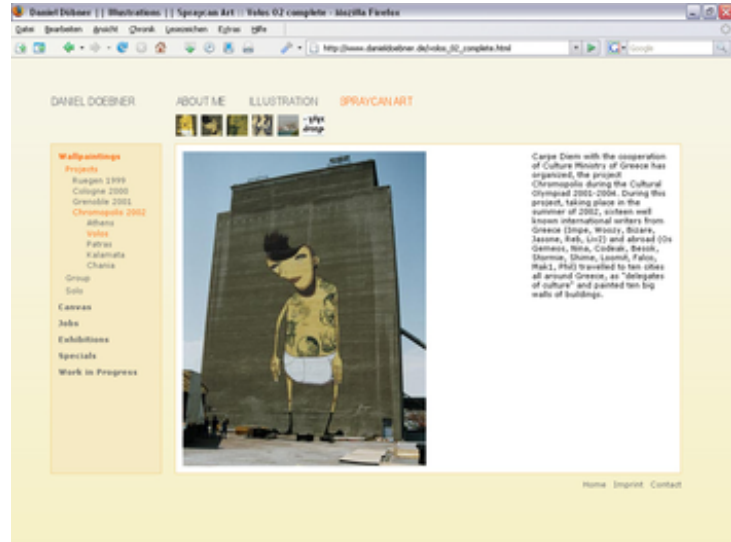 Daniel Döbner || Illustrations || Spraycan Art :: Volos 02 complete - Mozilla Firefox
Datei Bearbeiten Ansicht Chronik Lesezeichen Extras Hilfe
http://www.danieldoebner.de/volos_02_complete.html
Google
DANIEL DOEBNER ABOUT ME ILLUSTRATION SPRAYCAN ART
Wallpaintings
Projects
Ruegen 1999
Cologne 2000
Grenoble 2001
Chromopolis 2002
Athens
Volos
Patras
Kalamata
Chania
Group
Solo
Canvas
Jobs
Exhibitions
Specials
Work in Progress
Carpe Diem with the cooperation
of Culture Ministry of Greece has
organized, the project
Chromopolis during the Cultural
Olympiad 2001-2004. During this
project, taking place in the
summer of 2002, sixteen well
known international writers from
Greece (Impe, Woozy, Bizare,
Jasone, Reb, Liv2) and abroad (Os
Gemeos, Nina, Codeak, Besok,
Stormie, Shime, Loomit, Falco,
Mak1, Phil) travelled to ten cities
all around Greece, as "delegates
of culture" and painted ten big
walls of buildings.
Home Imprint Contact